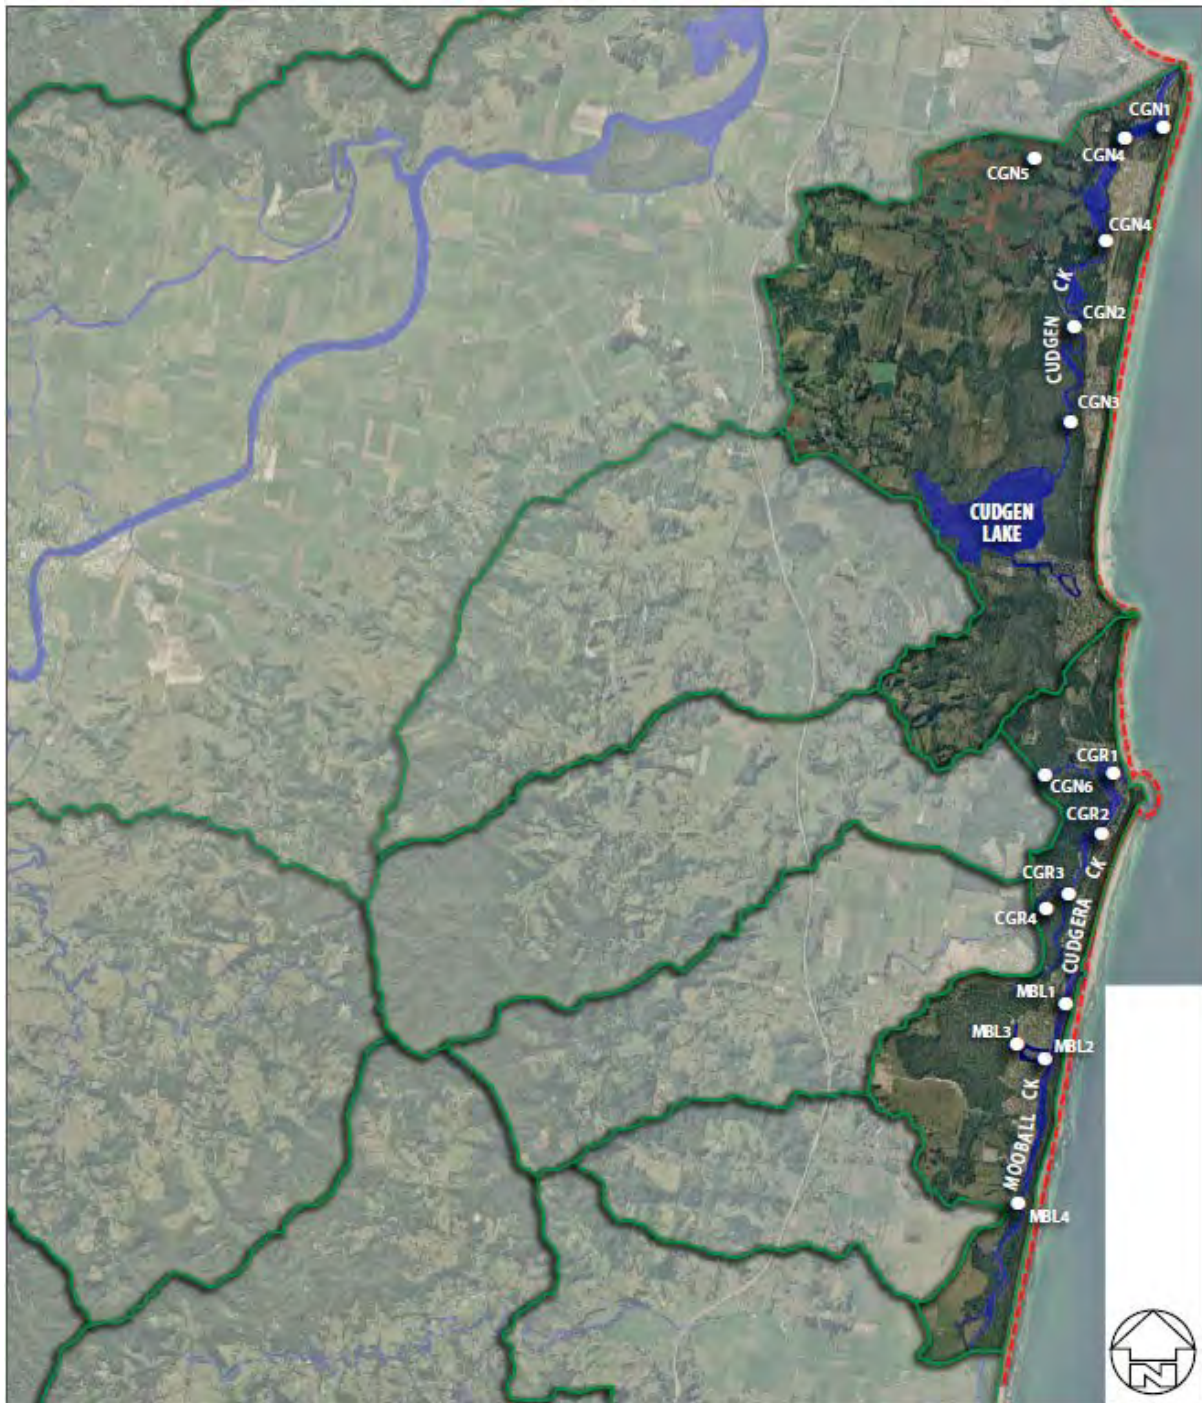 CGN1
CGN4
CGN5
CGN4
CUDGEN CK
CGN2
CGN3
CUDGEN
LAKE
CGR1
CGN6
CGR2
CGR3
CGR4
CUDGERA CK
MBL1
MBL3
MBL2
MOOBALL CK
MBL4
N